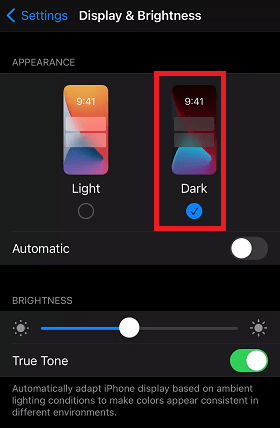 Settings Display & Brightness
APPEARANCE
9:41 9:41
Light Dark
Automatic
BRIGHTNESS
True Tone
Automatically adapt iPhone display based on ambient
lighting conditions to make colors appear consistent in
different environments.